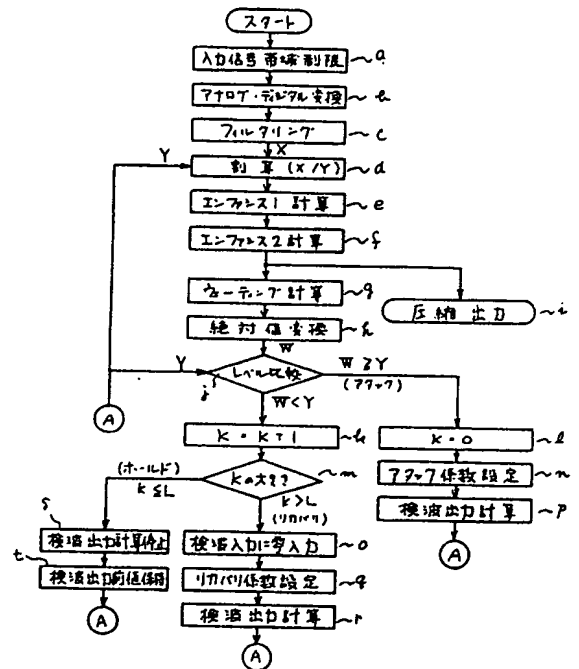 スタート
入力信号帯域制限 ~a
アナログ・ディジタル変換 ~b
フィルタリング ~c
X
Y
割算 (X/Y) ~d
エンファシス1計算 ~e
エンファシス2計算 ~f
ウェーティング計算 ~g
圧縮出力 ~i
絶対値変換 ~h
W
Y
レベル比較
j
W≧Y
(アタック)
A
W<Y
k=k+1 ~k
k=0 ~l
(ホールド)
k≦L
kの大きさ ~m
k>L
(リカバリ)
アタック係数設定 ~n
検波出力計算 ~p
A
s
検波出力計算停止
検波入力に零入力 ~o
t
検波出力前値保持
リカバリ係数設定 ~q
A
検波出力計算 ~r
A